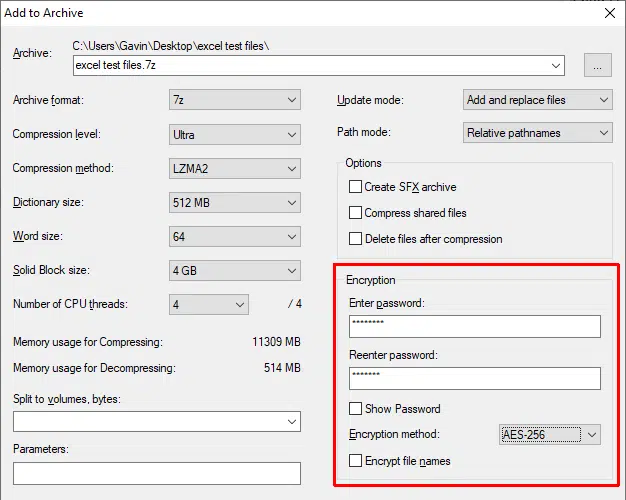 Add to Archive
Archive:
C:\Users\Gavin\Desktop\excel test files\
excel test files.7z
...
Archive format:
7z
Compression level:
Ultra
Compression method:
LZMA2
Dictionary size:
512 MB
Word size:
64
Solid Block size:
4 GB
Number of CPU threads:
4
/ 4
Memory usage for Compressing:
11309 MB
Memory usage for Decompressing:
514 MB
Split to volumes, bytes:
Parameters:
Update mode:
Add and replace files
Path mode:
Relative pathnames
Options
Create SFX archive
Compress shared files
Delete files after compression
Encryption
Enter password:
********
Reenter password:
*******
Show Password
Encryption method:
AES-256
Encrypt file names